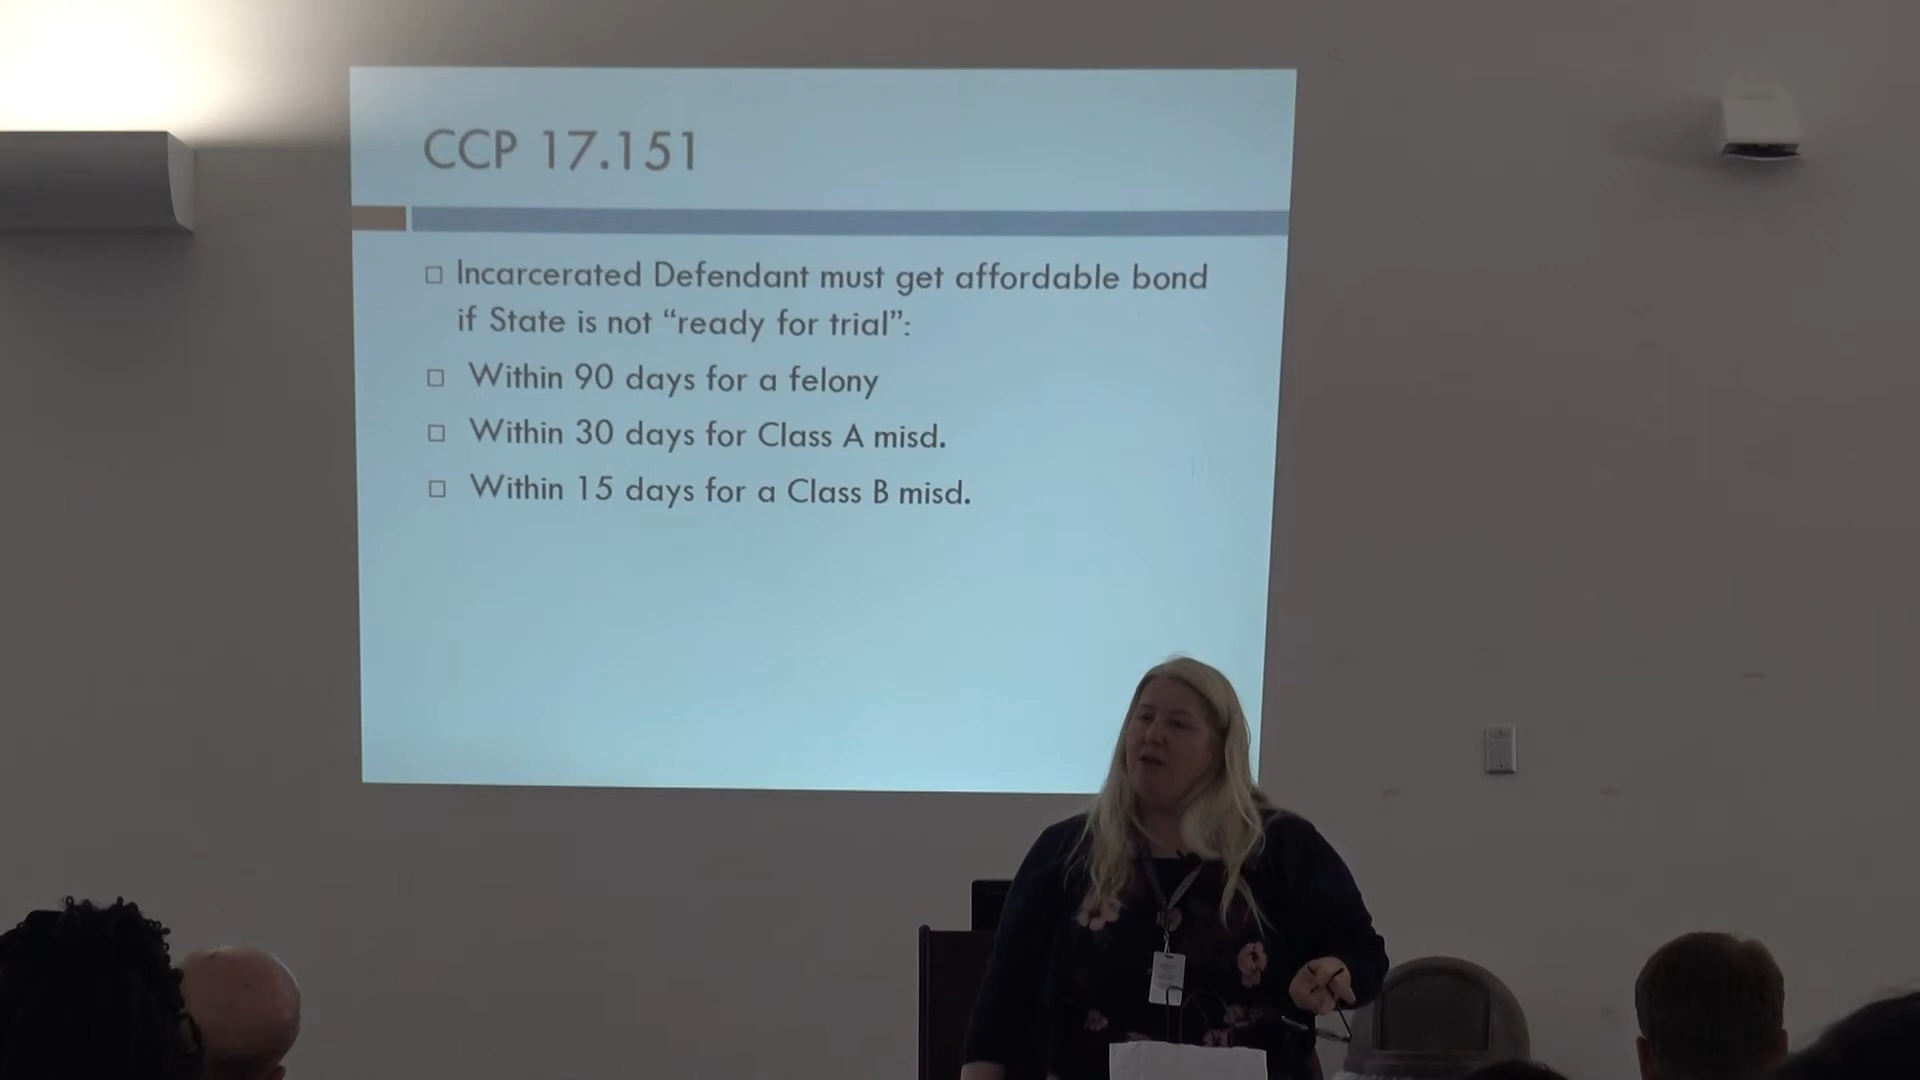 CCP 17.151
Incarcerated Defendant must get affordable bond
if State is not “ready for trial”:
Within 90 days for a felony
Within 30 days for Class A misd.
Within 15 days for a Class B misd.